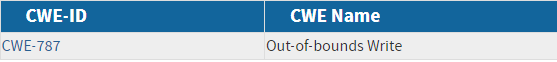 CWE-ID CWE Name
CWE-787 Out-of-bounds Write